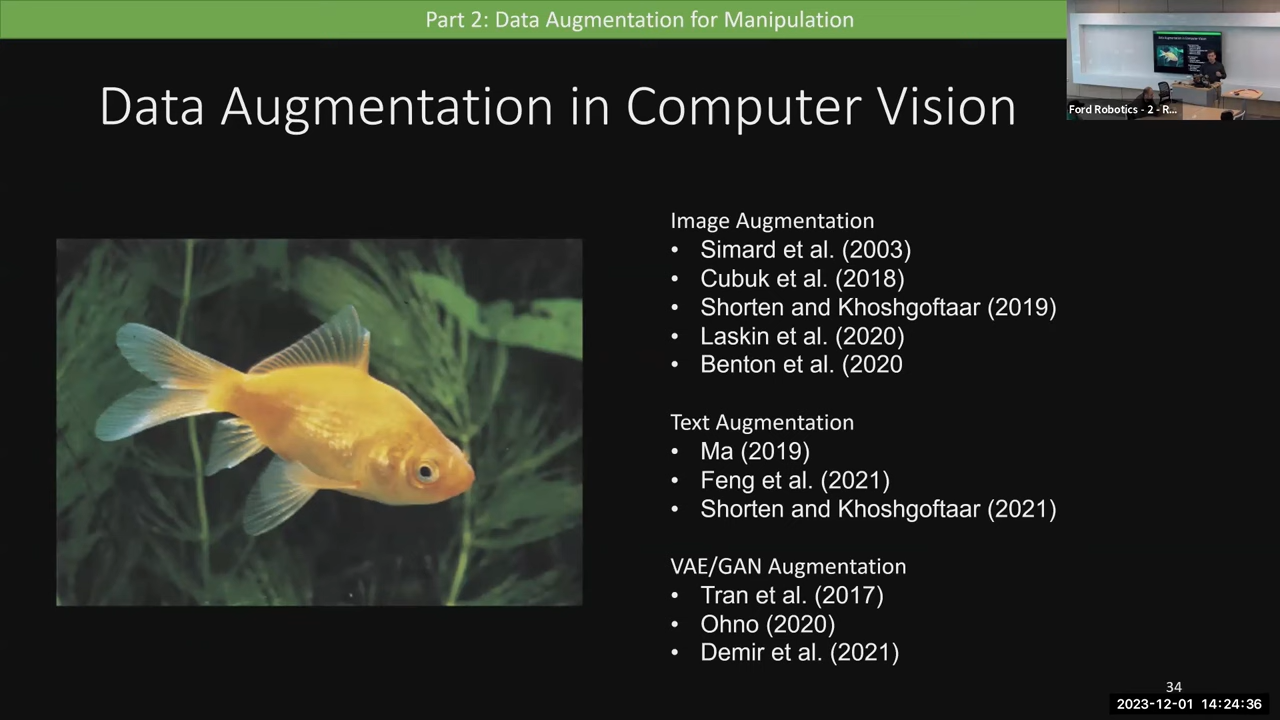 Part 2: Data Augmentation for Manipulation
Data Augmentation in Computer Vision
Ford Robotics - 2 - R...
Image Augmentation
• Simard et al. (2003)
• Cubuk et al. (2018)
• Shorten and Khoshgoftaar (2019)
• Laskin et al. (2020)
• Benton et al. (2020
Text Augmentation
• Ma (2019)
• Feng et al. (2021)
• Shorten and Khoshgoftaar (2021)
VAE/GAN Augmentation
• Tran et al. (2017)
• Ohno (2020)
• Demir et al. (2021)
34
2023-12-01 14:24:36